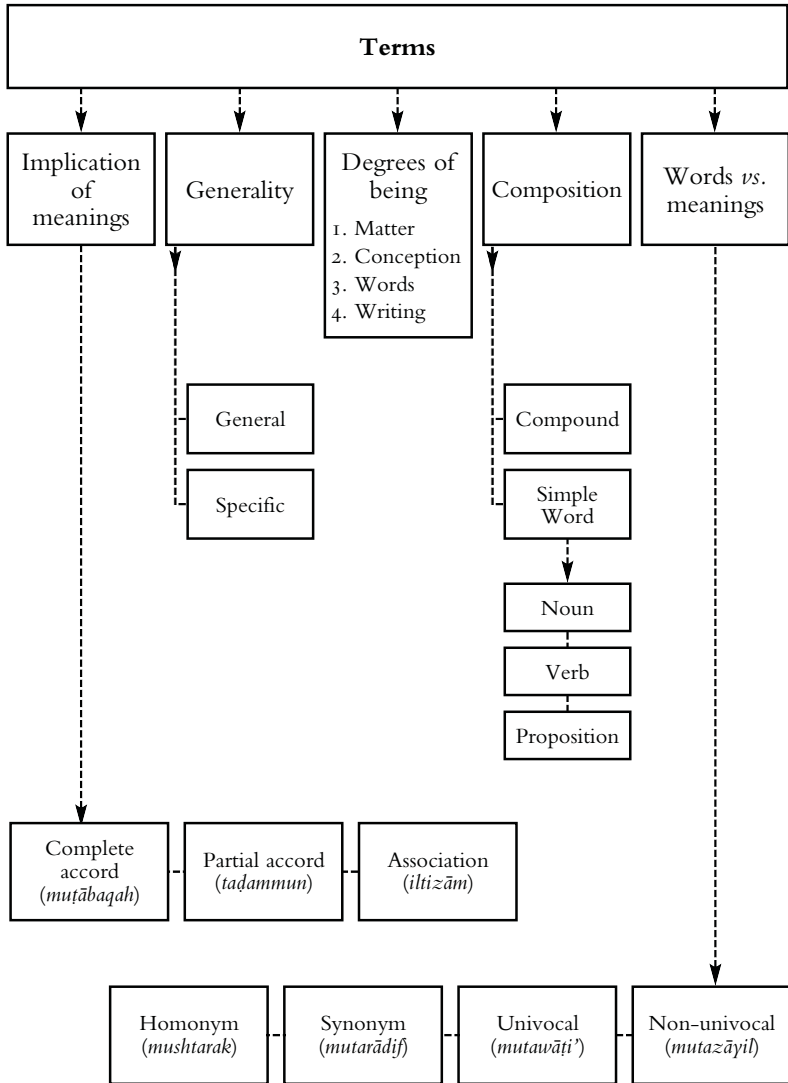 Terms
Implication
of
meanings
Generality
Degrees of
being
1. Matter
2. Conception
3. Words
4. Writing
Composition
Words vs.
meanings
General
Specific
Compound
Simple
Word
Noun
Verb
Proposition
Complete
accord
(muṭābaqah)
Partial accord
(taḍammun)
Association
(iltizām)
Homonym
(mushtarak)
Synonym
(mutarādif)
Univocal
(mutawāṭi’)
Non-univocal
(mutazāyil)